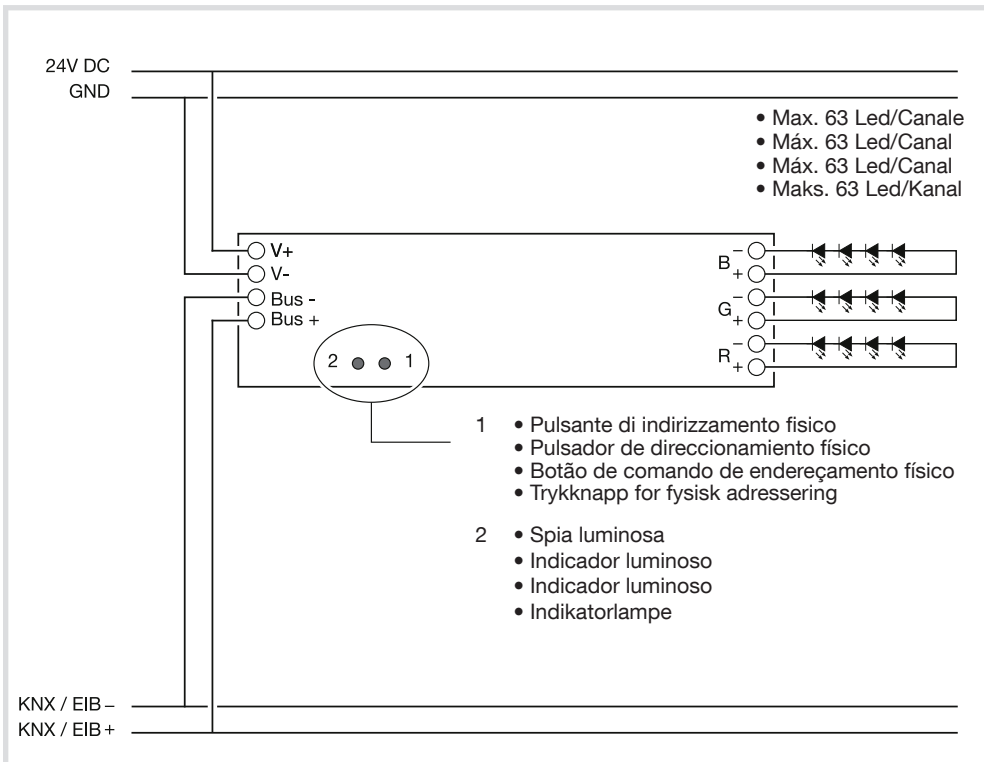 24V DC
GND
• Max. 63 Led/Canale
• Máx. 63 Led/Canal
• Máx. 63 Led/Canal
• Maks. 63 Led/Kanal
V+
V-
Bus -
Bus +
B
−
+
G
−
+
R
−
+
2 1
1 • Pulsante di indirizzamento fisico
• Pulsador de direccionamiento físico
• Botão de comando de endereçamento físico
• Trykknapp for fysisk adressering
2 • Spia luminosa
• Indicador luminoso
• Indicador luminoso
• Indikatorlampe
KNX / EIB −
KNX / EIB +